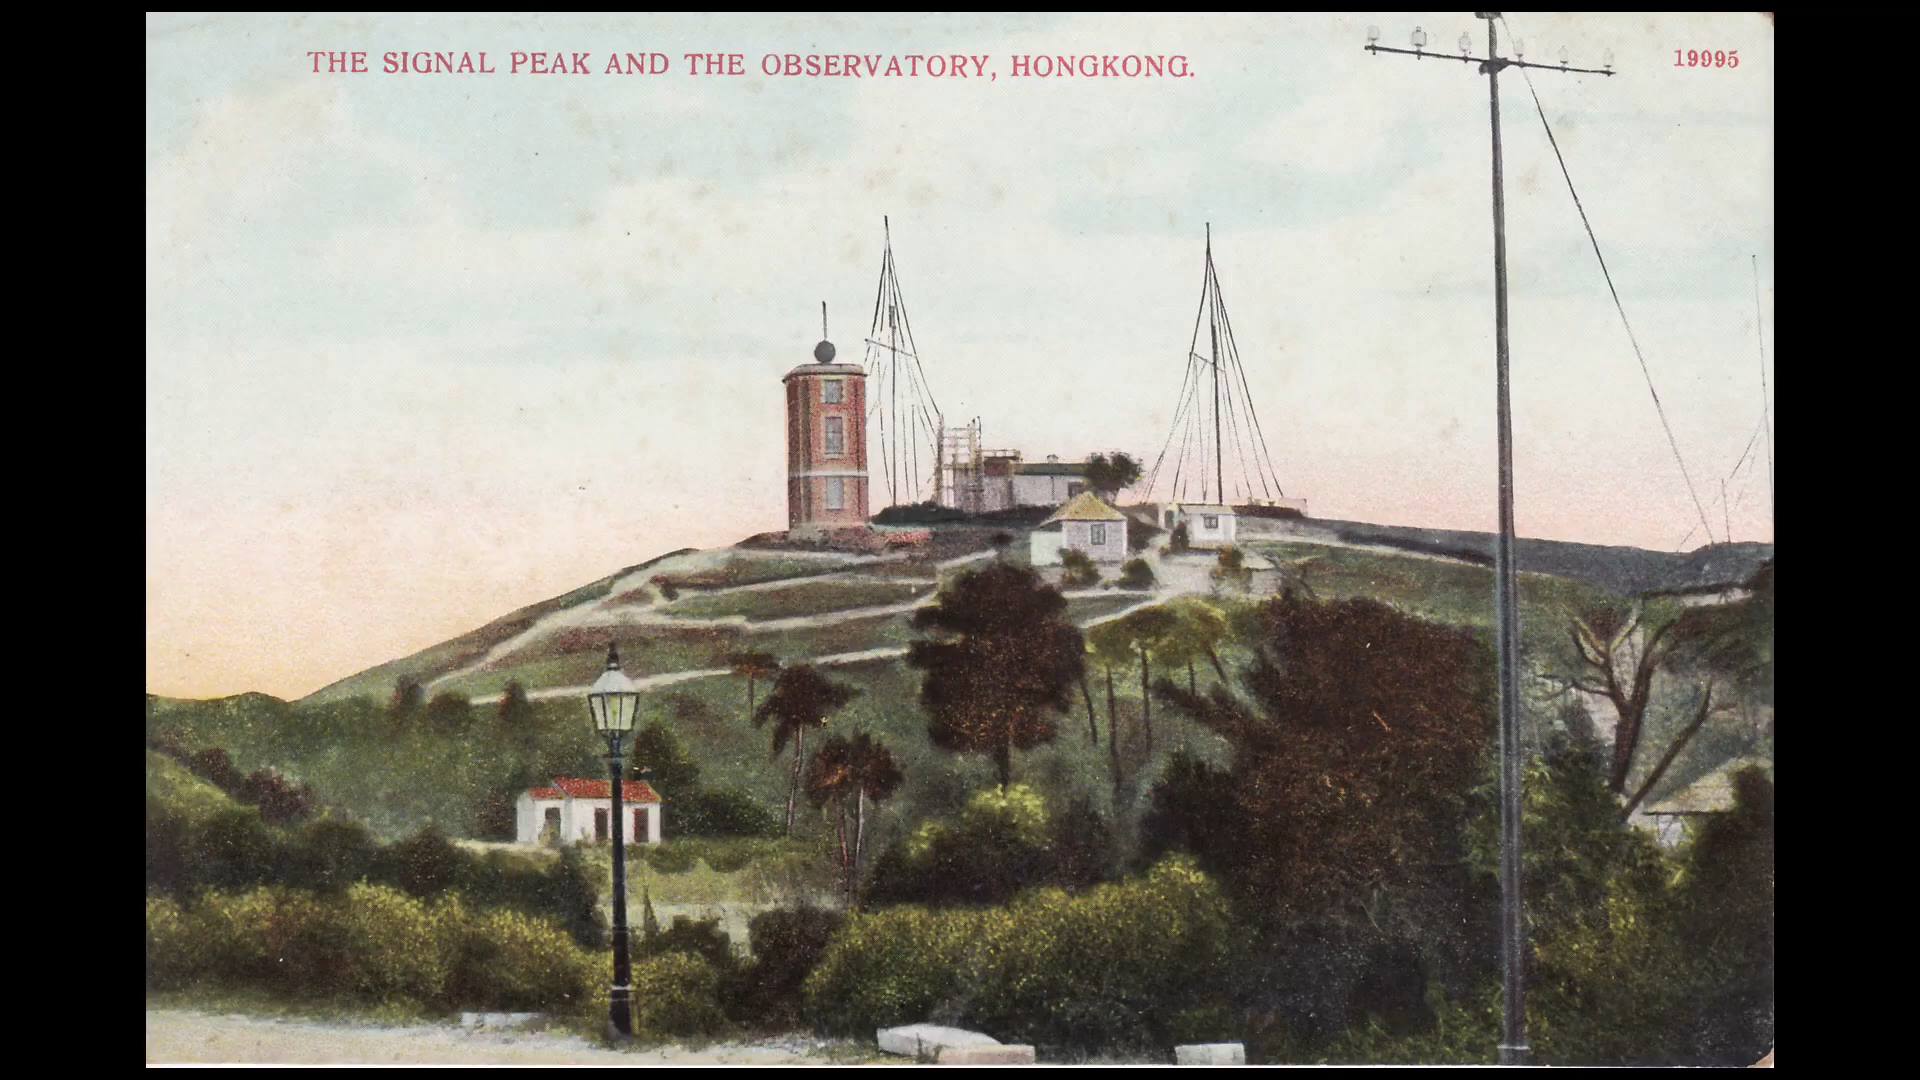 THE SIGNAL PEAK AND THE OBSERVATORY, HONGKONG.
19995